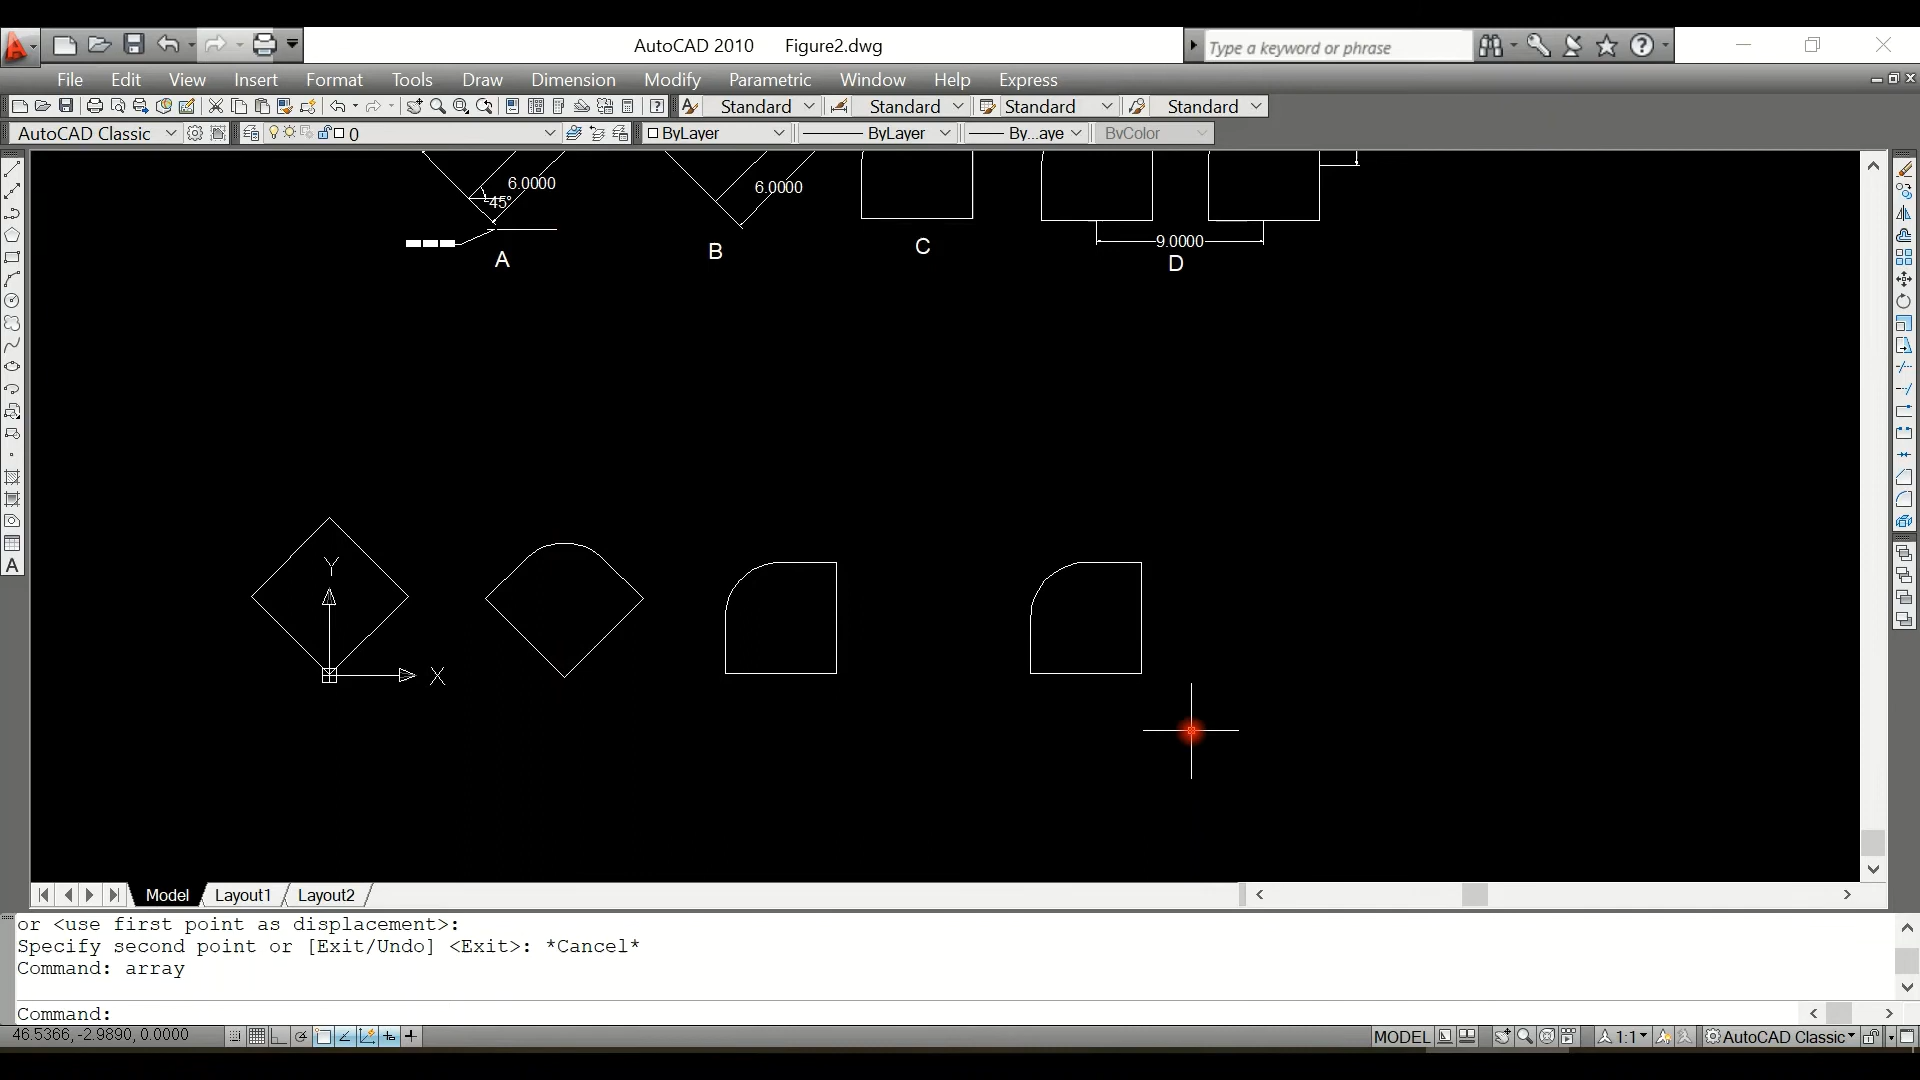 AutoCAD 2010 Figure2.dwg
Type a keyword or phrase
File Edit View Insert Format Tools Draw Dimension Modify Parametric Window Help Express
Standard Standard Standard Standard
AutoCAD Classic 0 ByLayer ByLayer By...aye ByColor
6.0000
45°
6.0000
9.0000
A
B
C
D
Y
X
A
Model Layout1 Layout2
or <use first point as displacement>:
Specify second point or [Exit/Undo] <Exit>: *Cancel*
Command: array
Command:
46.5366, -2.9890, 0.0000 MODEL 1:1 AutoCAD Classic